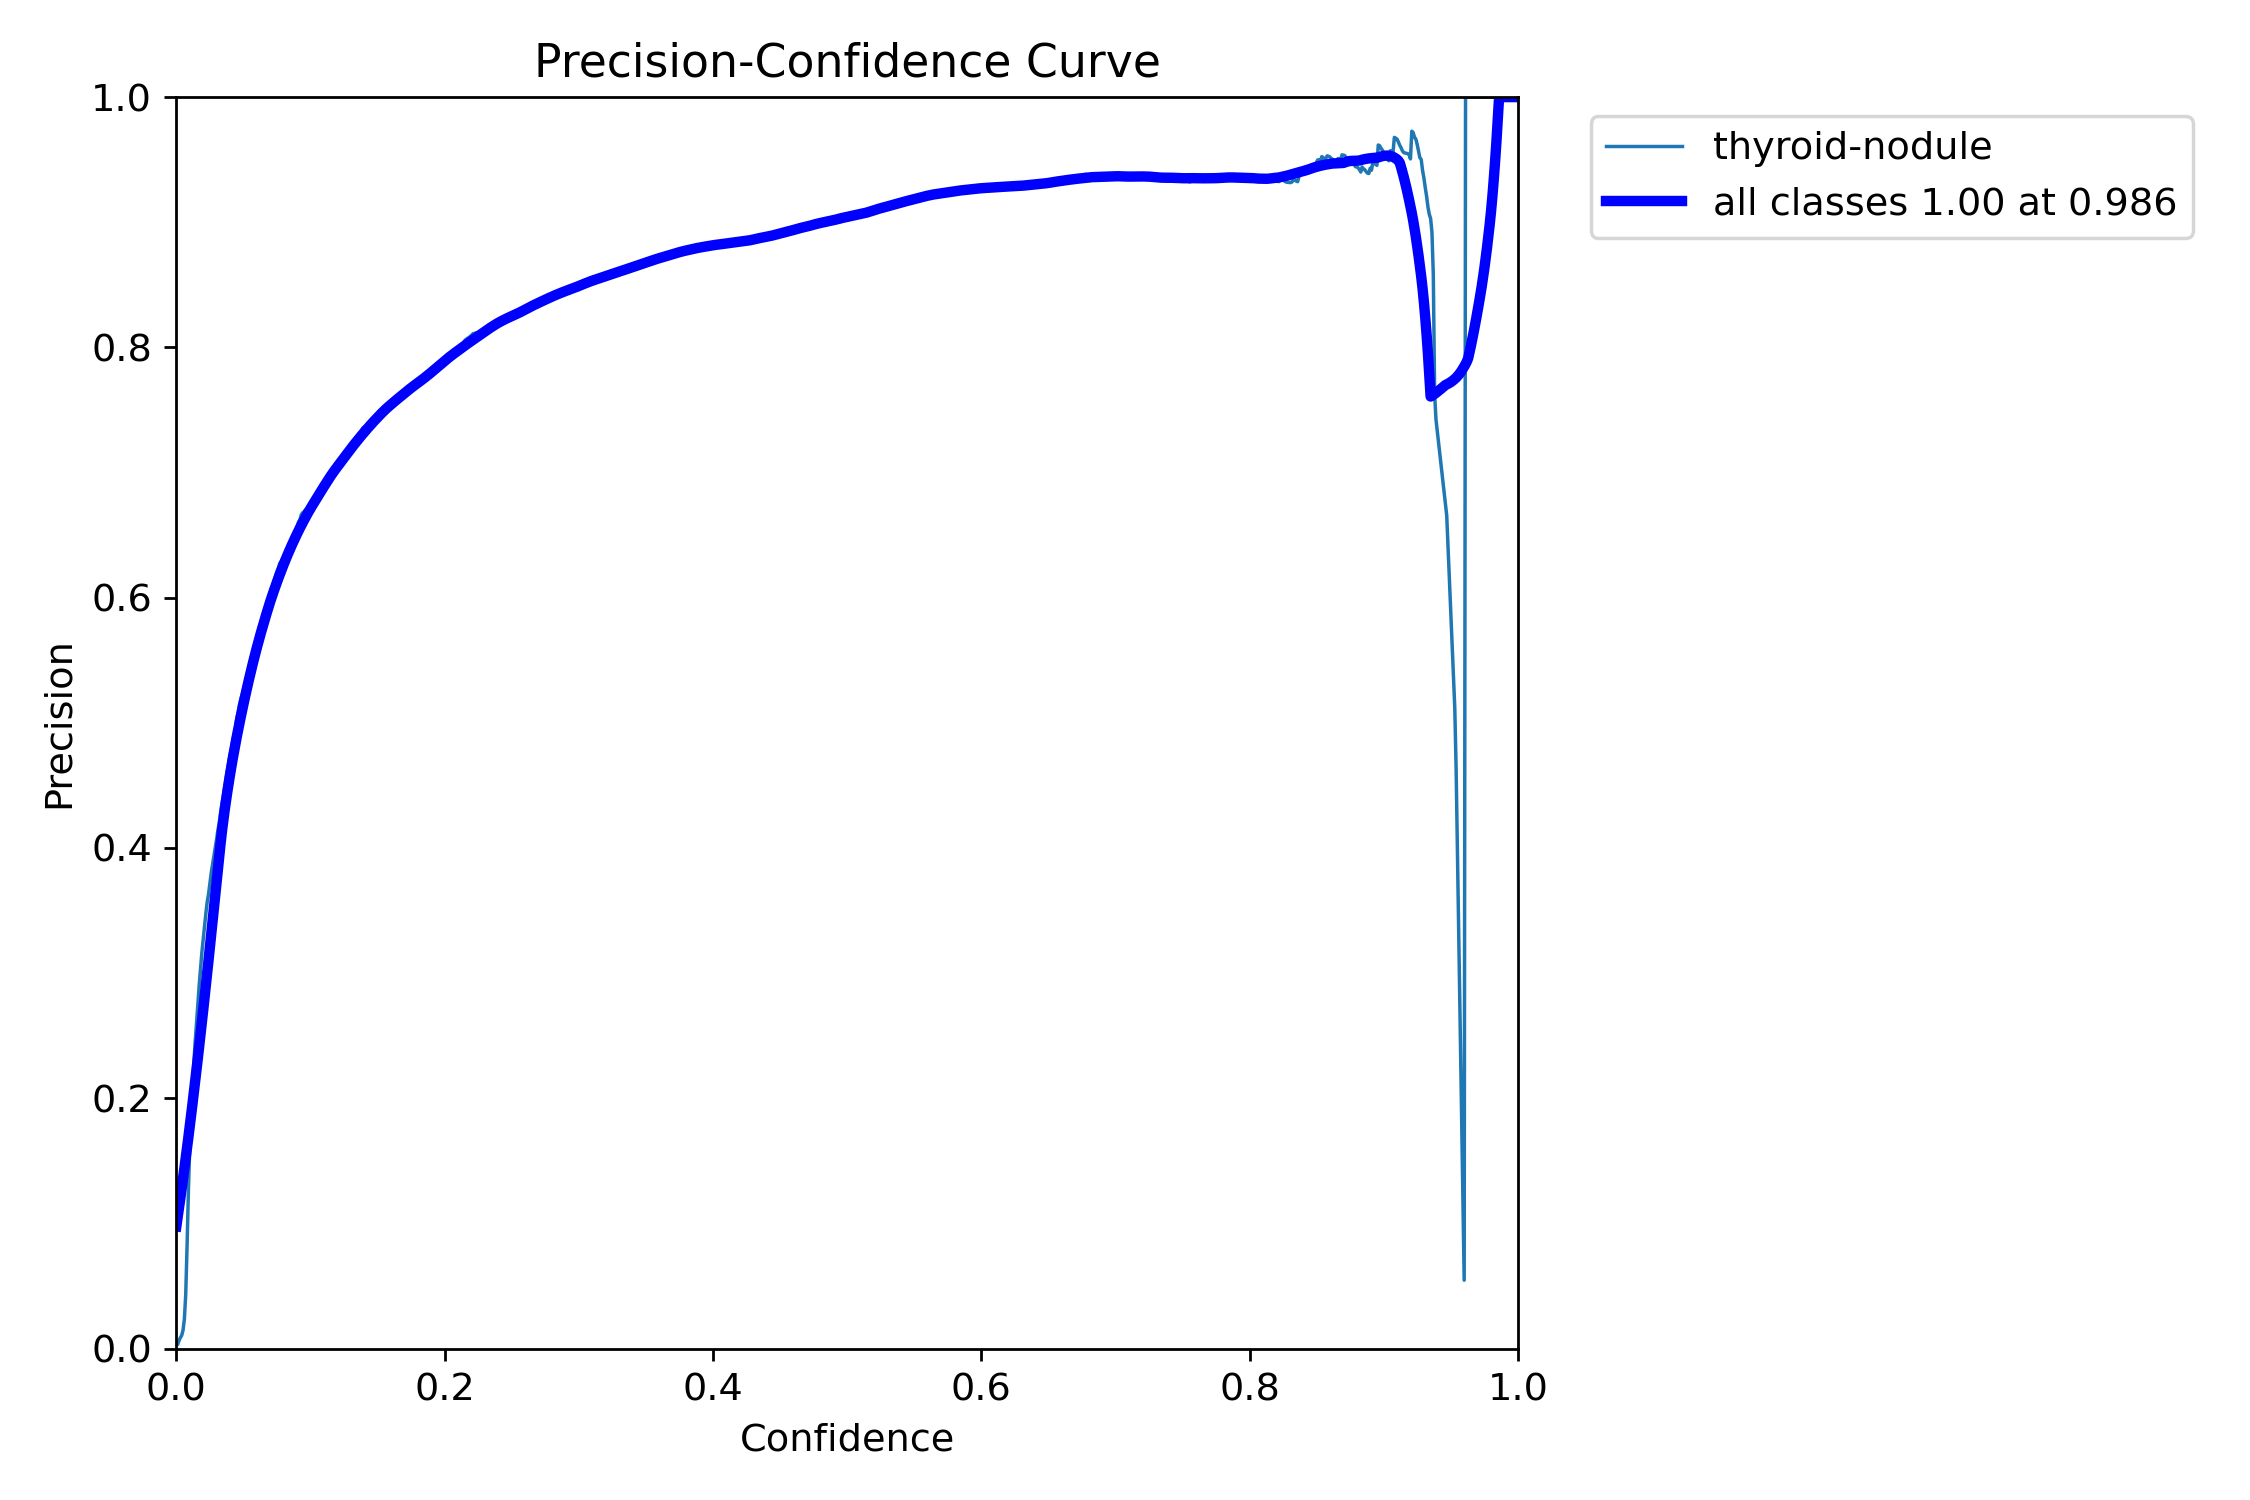 Precision-Confidence Curve
1.0
0.8
0.6
0.4
0.2
0.0
Precision
0.0 0.2 0.4 0.6 0.8 1.0
Confidence
thyroid-nodule
all classes 1.00 at 0.986